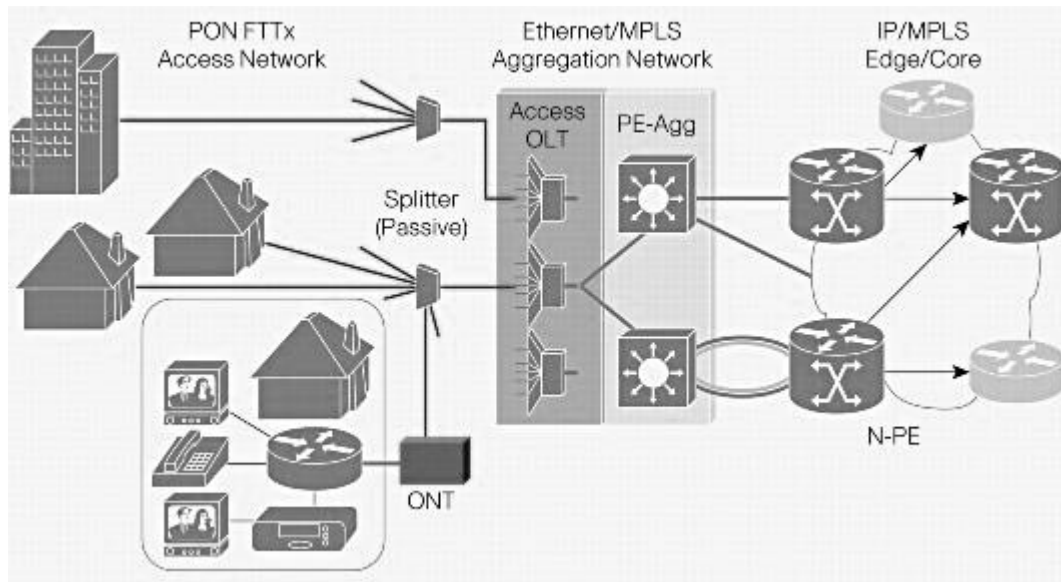 PON FTTx
Access Network
Ethernet/MPLS
Aggregation Network
IP/MPLS
Edge/Core
Access
OLT
PE-Agg
Splitter
(Passive)
N-PE
ONT